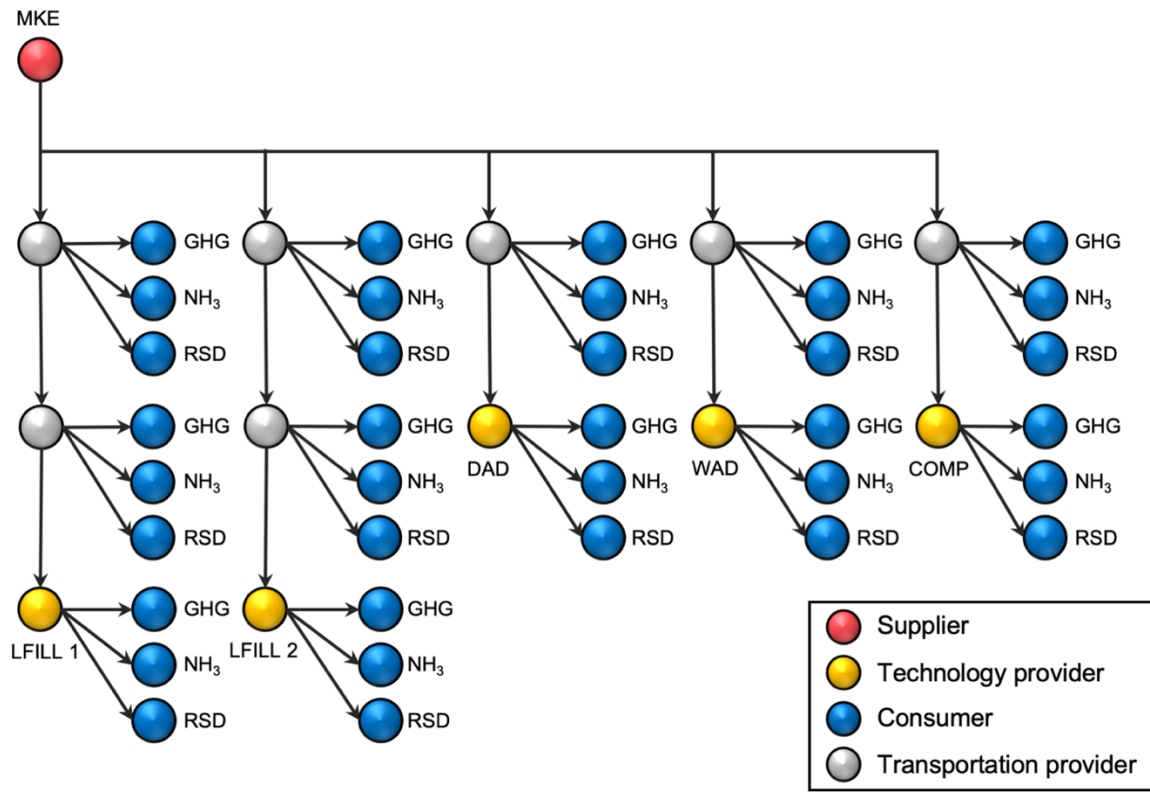 MKE
GHG GHG GHG GHG GHG
NH₃ NH₃ NH₃ NH₃ NH₃
RSD RSD RSD RSD RSD
GHG GHG GHG GHG GHG
DAD WAD COMP
NH₃ NH₃ NH₃ NH₃ NH₃
RSD RSD RSD RSD RSD
GHG GHG
LFILL 1 LFILL 2
NH₃ NH₃
RSD RSD
Supplier
Technology provider
Consumer
Transportation provider